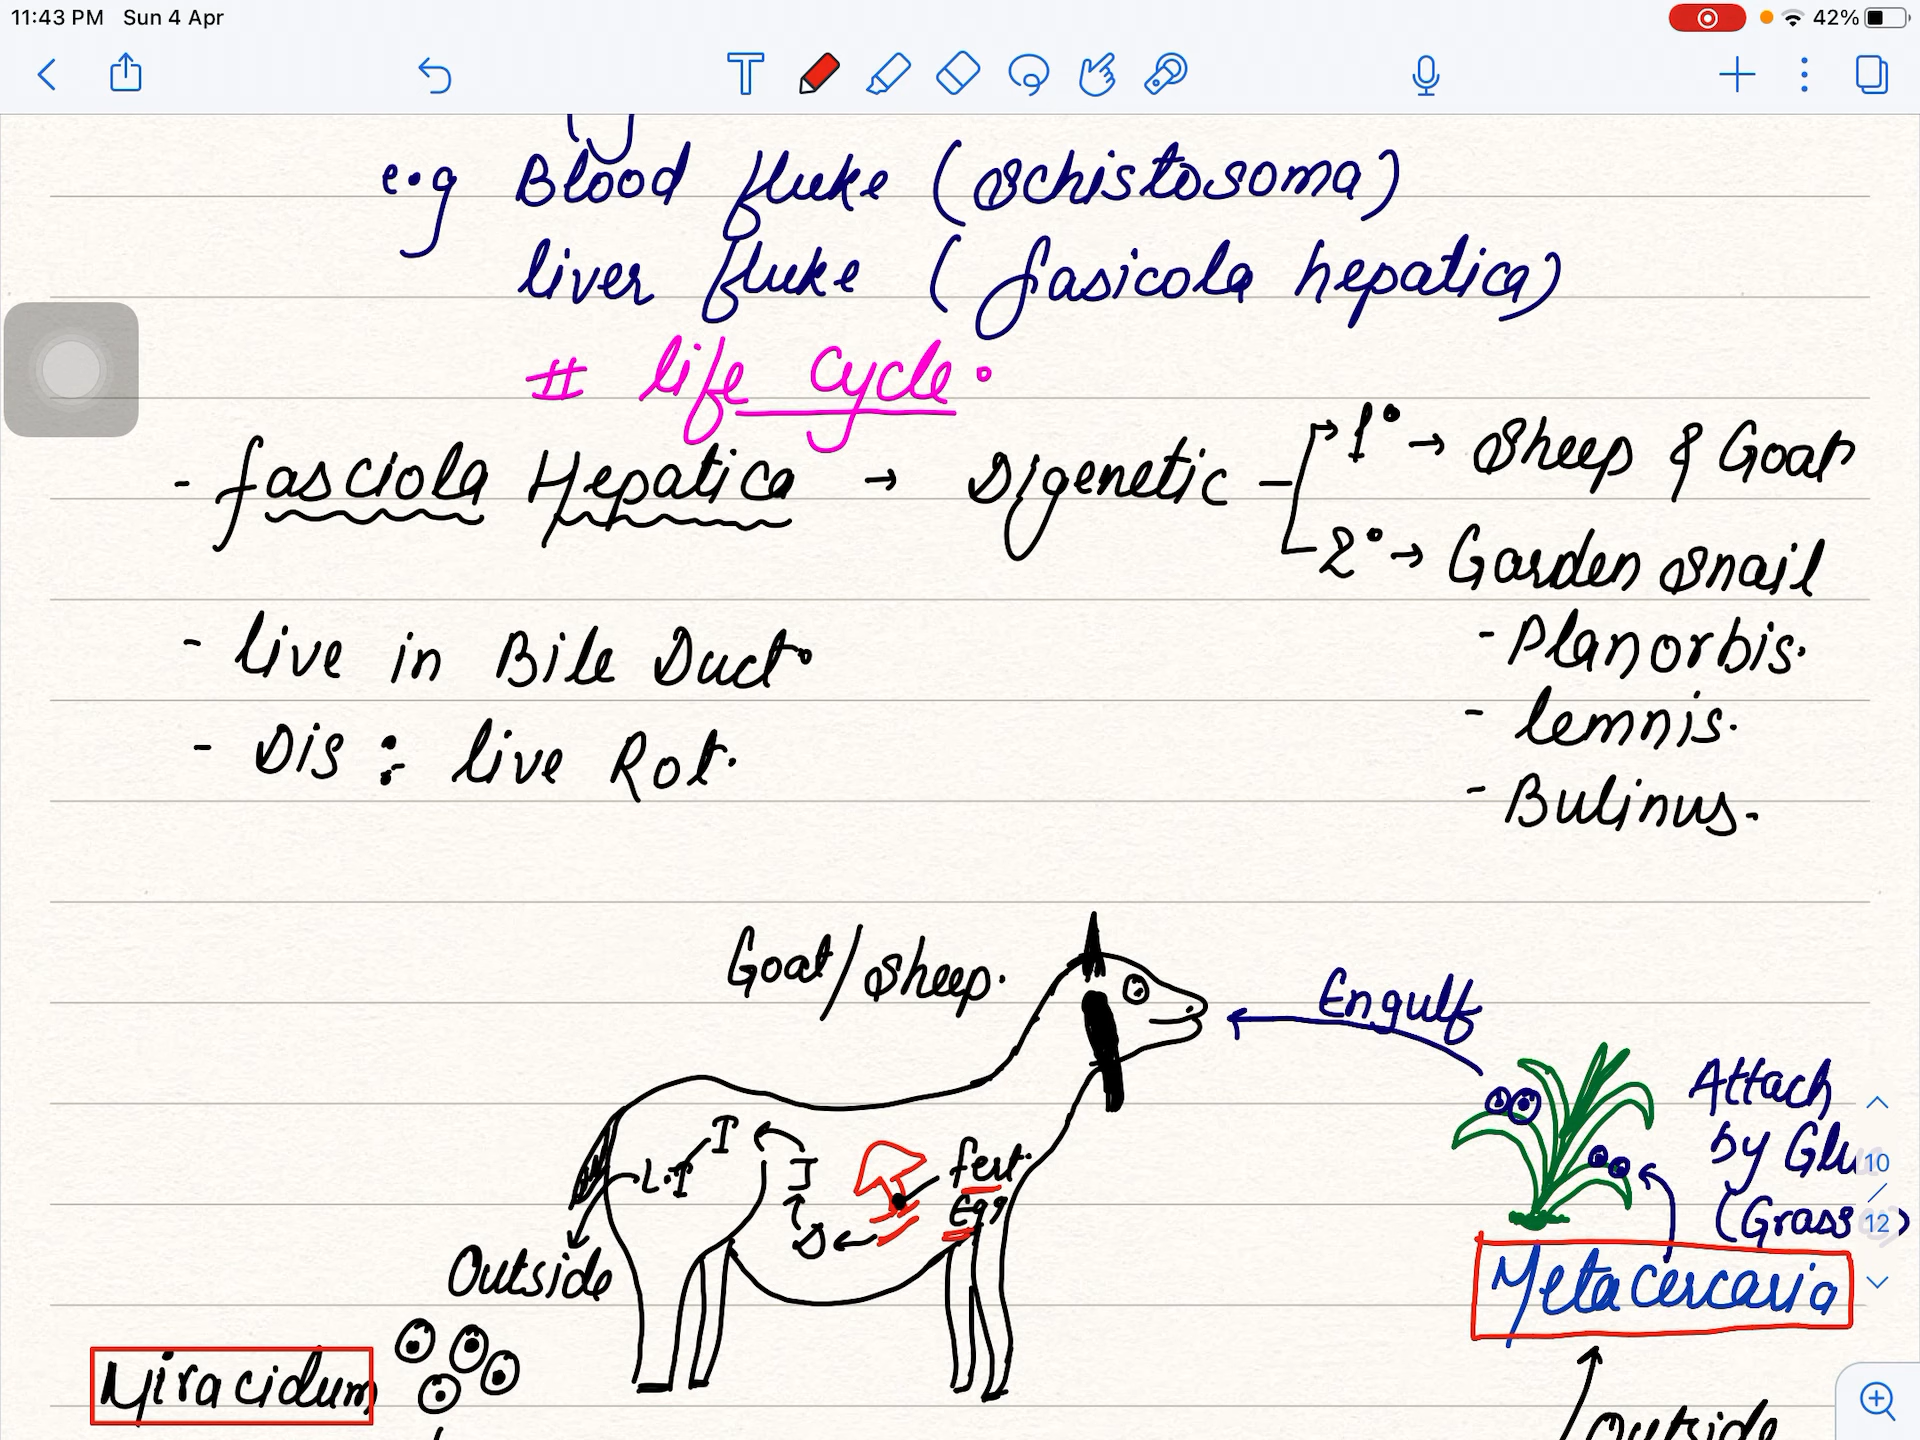 11:43 PM Sun 4 Apr
42%
e.g Blood fluke (Schistosoma)
liver fluke (fasicola hepatica)
# life cycle.
- fasciola Hepatica → Digenetic
1° → Sheep & Goat
2° → Garden Snail
- Planorbis.
- lemnis.
- Bulinus.
- live in Bile Duct.
- Dis : live Rot.
Goat/Sheep.
Engulf
Attach
by Glu
(Grass
10
/
12
fert.
Egg
D
J
I
L.I
Outside
Metacercaria
Miracidum
Outside